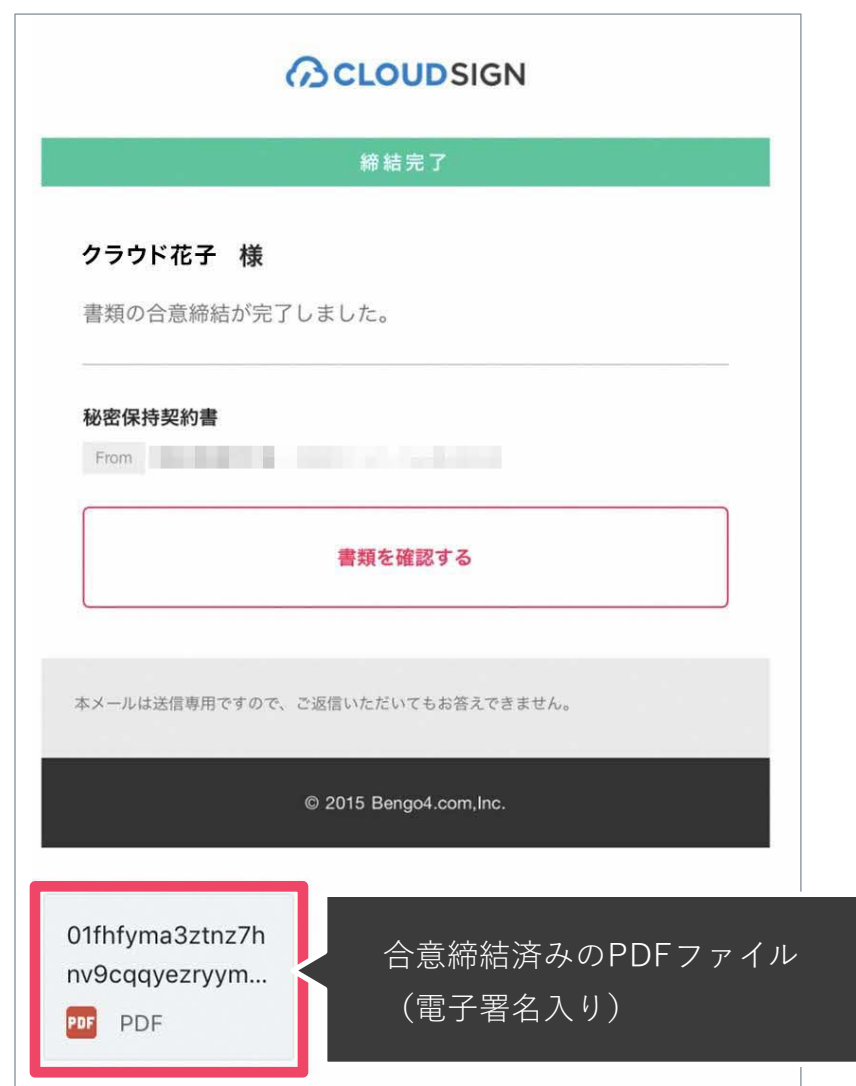 CLOUDSIGN
締結完了
クラウド花子 様
書類の合意締結が完了しました。
秘密保持契約書
From
書類を確認する
本メールは送信専用ですので、ご返信いただいてもお答えできません。
© 2015 Bengo4.com,Inc.
01fhfyma3ztnz7h
nv9cqqyezryym...
PDF PDF
合意締結済みのPDFファイル
（電子署名入り）